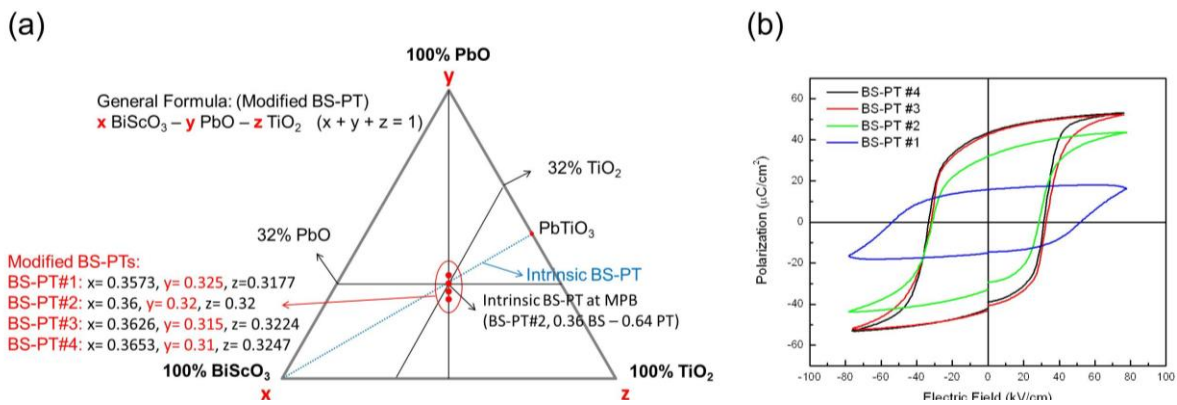 (a)
100% PbO
y
General Formula: (Modified BS-PT)
x BiScO₃ – y PbO – z TiO₂ (x + y + z = 1)
32% TiO₂
PbTiO₃
32% PbO
Intrinsic BS-PT
Modified BS-PTs:
BS-PT#1: x= 0.3573, y= 0.325, z=0.3177
BS-PT#2: x= 0.36, y= 0.32, z= 0.32
BS-PT#3: x= 0.3626, y= 0.315, z= 0.3224
BS-PT#4: x= 0.3653, y= 0.31, z= 0.3247
Intrinsic BS-PT at MPB
(BS-PT#2, 0.36 BS – 0.64 PT)
100% BiScO₃
x
100% TiO₂
z
(b)
BS-PT #4
BS-PT #3
BS-PT #2
BS-PT #1
Polarization (μC/cm²)
60
40
20
0
-20
-40
-60
-100 -80 -60 -40 -20 0 20 40 60 80 100
Electric Field (kV/cm)